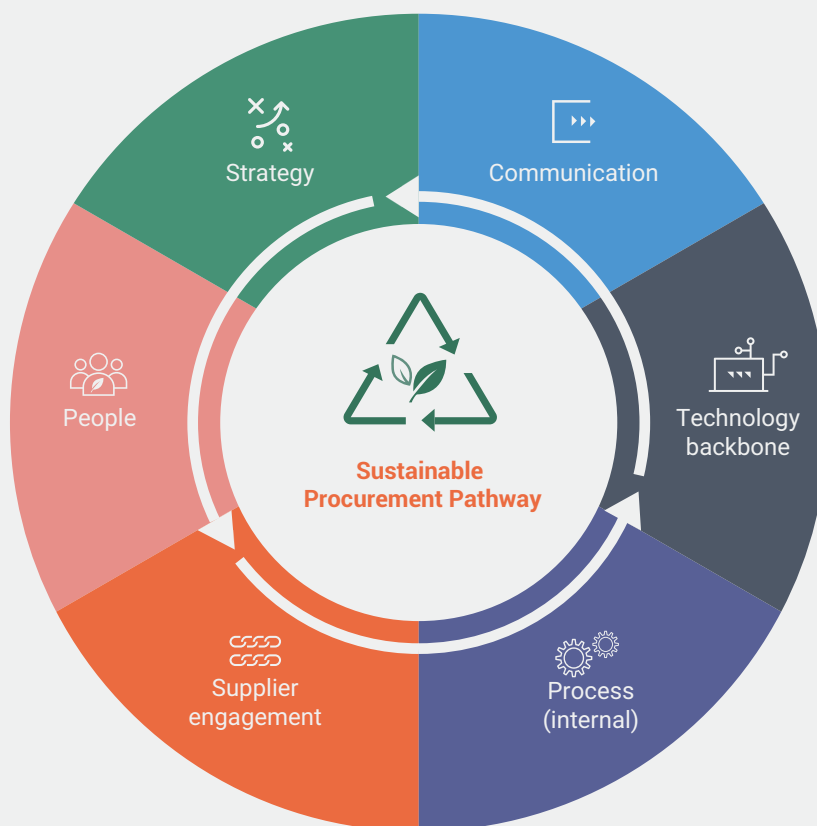 Strategy
Communication
People
Technology
backbone
Sustainable
Procurement Pathway
Supplier
engagement
Process
(internal)